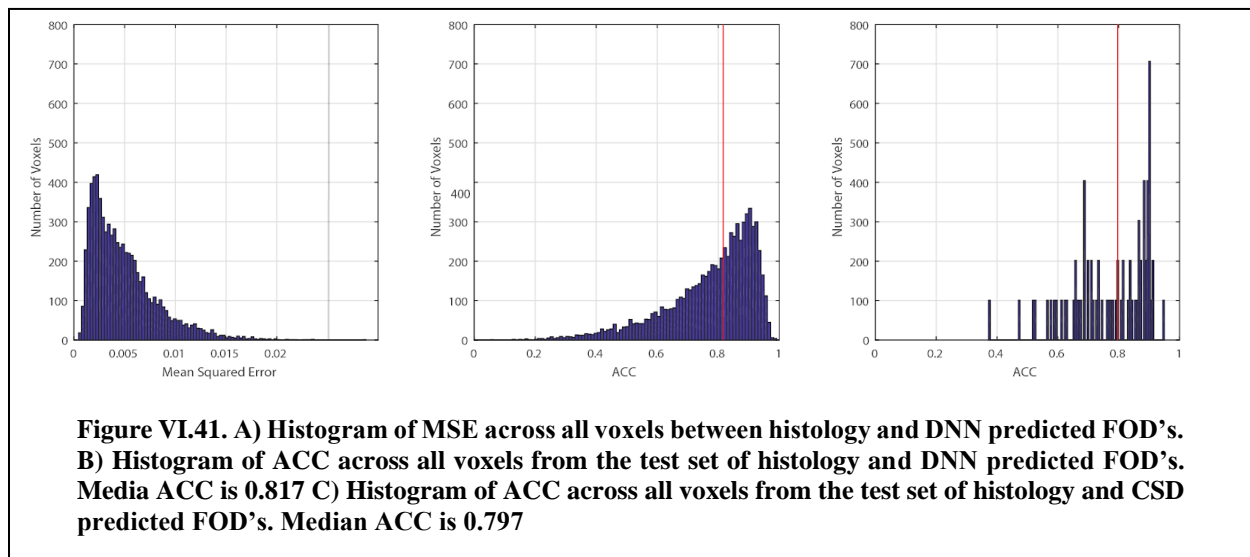 800
700
600
500
400
300
200
100
0
Number of Voxels
0 0.005 0.01 0.015 0.02
Mean Squared Error
800
700
600
500
400
300
200
100
0
Number of Voxels
0 0.2 0.4 0.6 0.8 1
ACC
800
700
600
500
400
300
200
100
0
Number of Voxels
0 0.2 0.4 0.6 0.8 1
ACC
Figure VI.41. A) Histogram of MSE across all voxels between histology and DNN predicted FOD's.
B) Histogram of ACC across all voxels from the test set of histology and DNN predicted FOD's.
Media ACC is 0.817 C) Histogram of ACC across all voxels from the test set of histology and CSD
predicted FOD's. Median ACC is 0.797